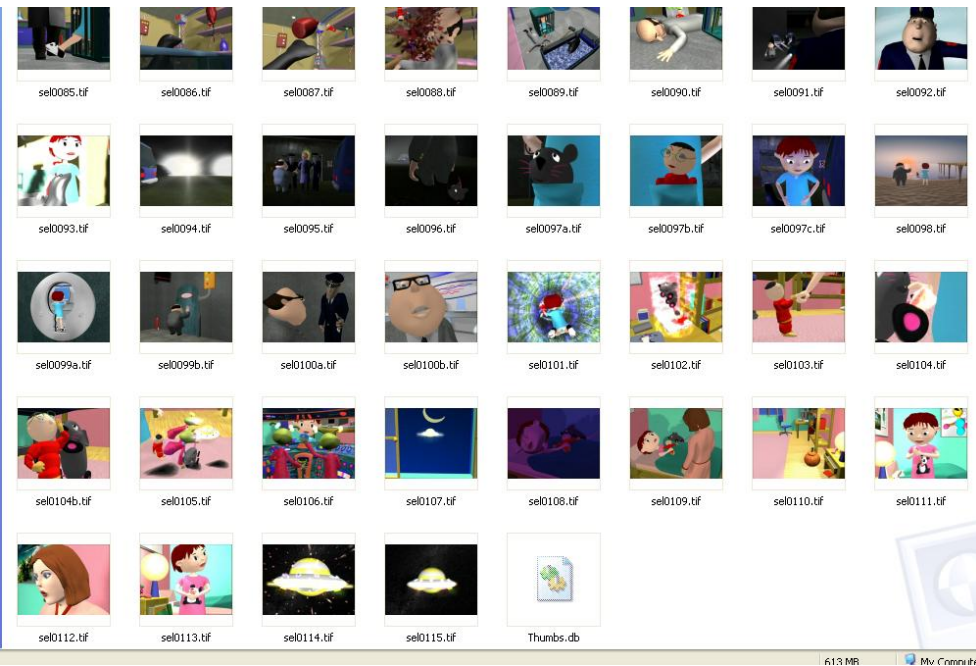 sel0085.tif sel0086.tif sel0087.tif sel0088.tif sel0089.tif sel0090.tif sel0091.tif sel0092.tif
sel0093.tif sel0094.tif sel0095.tif sel0096.tif sel0097a.tif sel0097b.tif sel0097c.tif sel0098.tif
sel0099a.tif sel0099b.tif sel0100a.tif sel0100b.tif sel0101.tif sel0102.tif sel0103.tif sel0104.tif
sel0104b.tif sel0105.tif sel0106.tif sel0107.tif sel0108.tif sel0109.tif sel0110.tif sel0111.tif
sel0112.tif sel0113.tif sel0114.tif sel0115.tif Thumbs.db
613 MB My Compute